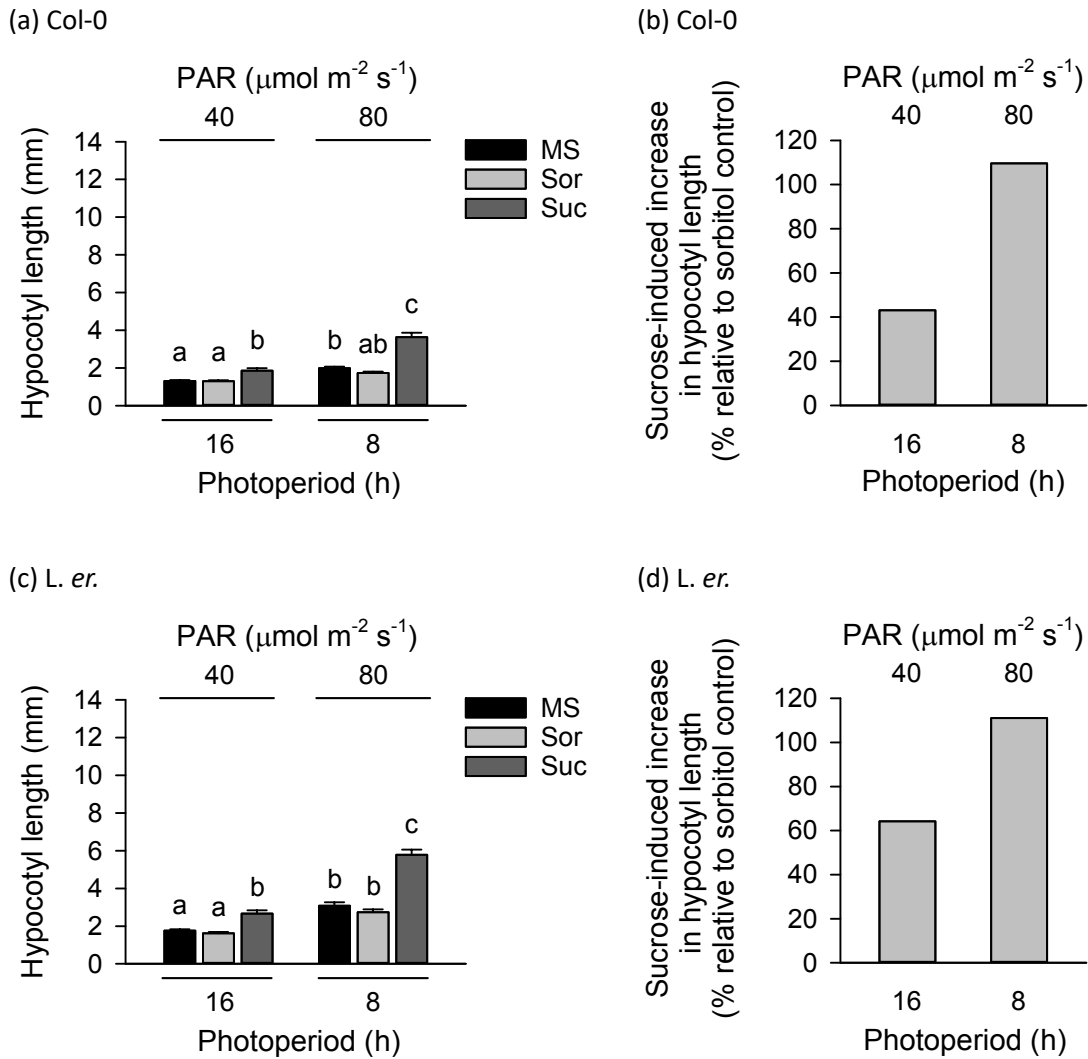 (a) Col-0
PAR (μmol m⁻² s⁻¹)
40 80
Hypocotyl length (mm)
14
12
10
8
6
4
2
0
MS
Sor
Suc
a a b b ab c
16 8
Photoperiod (h)
(b) Col-0
PAR (μmol m⁻² s⁻¹)
40 80
Sucrose-induced increase
in hypocotyl length
(% relative to sorbitol control)
120
100
80
60
40
20
0
16 8
Photoperiod (h)
(c) L. er.
PAR (μmol m⁻² s⁻¹)
40 80
Hypocotyl length (mm)
14
12
10
8
6
4
2
0
MS
Sor
Suc
a a b b b c
16 8
Photoperiod (h)
(d) L. er.
PAR (μmol m⁻² s⁻¹)
40 80
Sucrose-induced increase
in hypocotyl length
(% relative to sorbitol control)
120
100
80
60
40
20
0
16 8
Photoperiod (h)